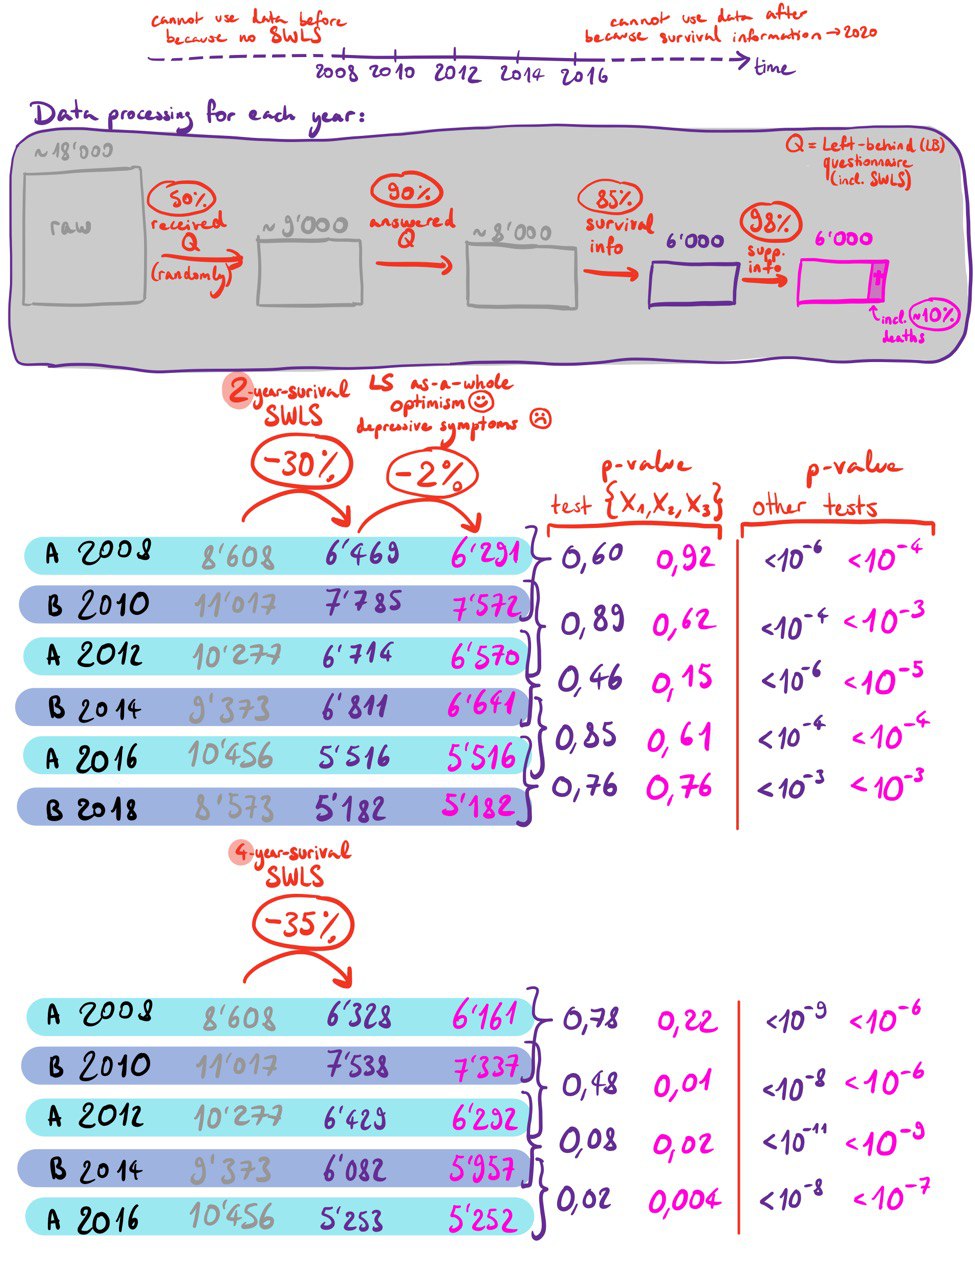 cannot use data before
because no SWLS
cannot use data after
because survival information → 2020
2008 2010 2012 2014 2016 time
Data processing for each year:
~18'000
raw
50%
received
Q
(randomly)
~9'000
90%
answered
Q
~8'000
85%
survival
info
6'000
98%
supp.
info
6'000
†
incl. ~10%
deaths
Q = Left-behind (LB)
questionnaire
(incl. SWLS)
2-year-surival
SWLS
-30%
LS as-a-whole
optimism ☺
depressive symptoms ☹
-2%
p-value
test {X₁, X₂, X₃}
p-value
other tests
A 2008 8'608 6'469 6'291
B 2010 11'017 7'785 7'572
A 2012 10'277 6'714 6'570
B 2014 9'373 6'811 6'641
A 2016 10'456 5'516 5'516
B 2018 8'573 5'182 5'182
0,60 0,92 <10⁻⁶ <10⁻⁴
0,89 0,62 <10⁻⁴ <10⁻³
0,46 0,15 <10⁻⁶ <10⁻⁵
0,85 0,61 <10⁻⁴ <10⁻⁴
0,76 0,76 <10⁻³ <10⁻³
4-year-surival
SWLS
-35%
A 2008 8'608 6'328 6'161
B 2010 11'017 7'538 7'337
A 2012 10'277 6'429 6'292
B 2014 9'373 6'082 5'957
A 2016 10'456 5'253 5'252
0,78 0,22 <10⁻⁹ <10⁻⁶
0,48 0,01 <10⁻⁸ <10⁻⁶
0,08 0,02 <10⁻¹¹ <10⁻⁹
0,02 0,004 <10⁻⁸ <10⁻⁷